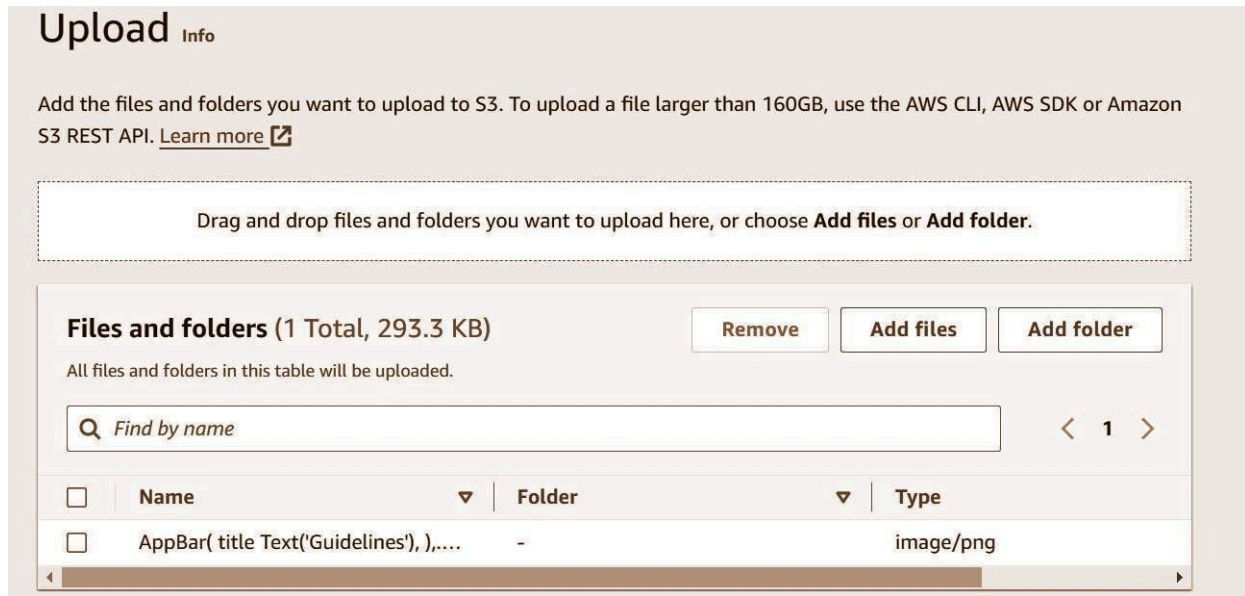 Upload Info
Add the files and folders you want to upload to S3. To upload a file larger than 160GB, use the AWS CLI, AWS SDK or Amazon
S3 REST API. Learn more
Drag and drop files and folders you want to upload here, or choose Add files or Add folder.
Files and folders (1 Total, 293.3 KB) Remove Add files Add folder
All files and folders in this table will be uploaded.
Find by name 1
Name Folder Type
AppBar( title Text('Guidelines'), ),.... - image/png